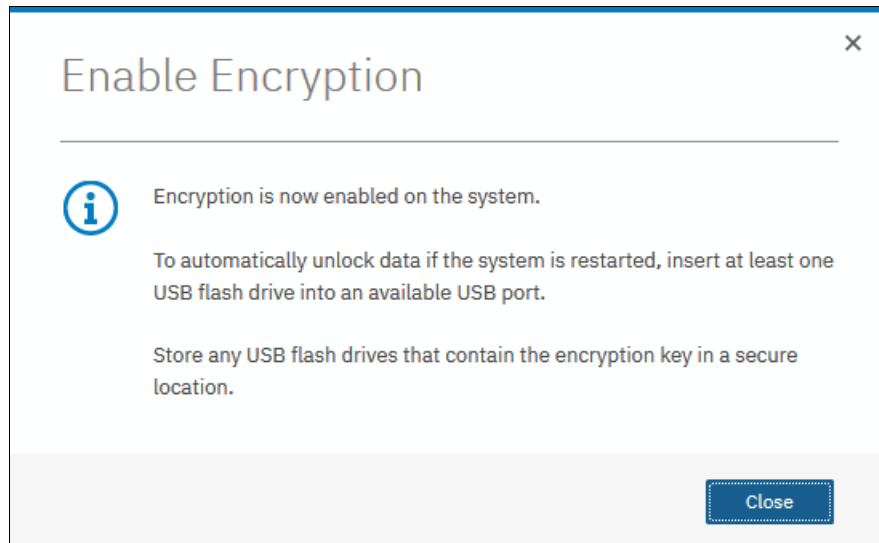 Enable Encryption
Encryption is now enabled on the system.
To automatically unlock data if the system is restarted, insert at least one
USB flash drive into an available USB port.
Store any USB flash drives that contain the encryption key in a secure
location.
Close